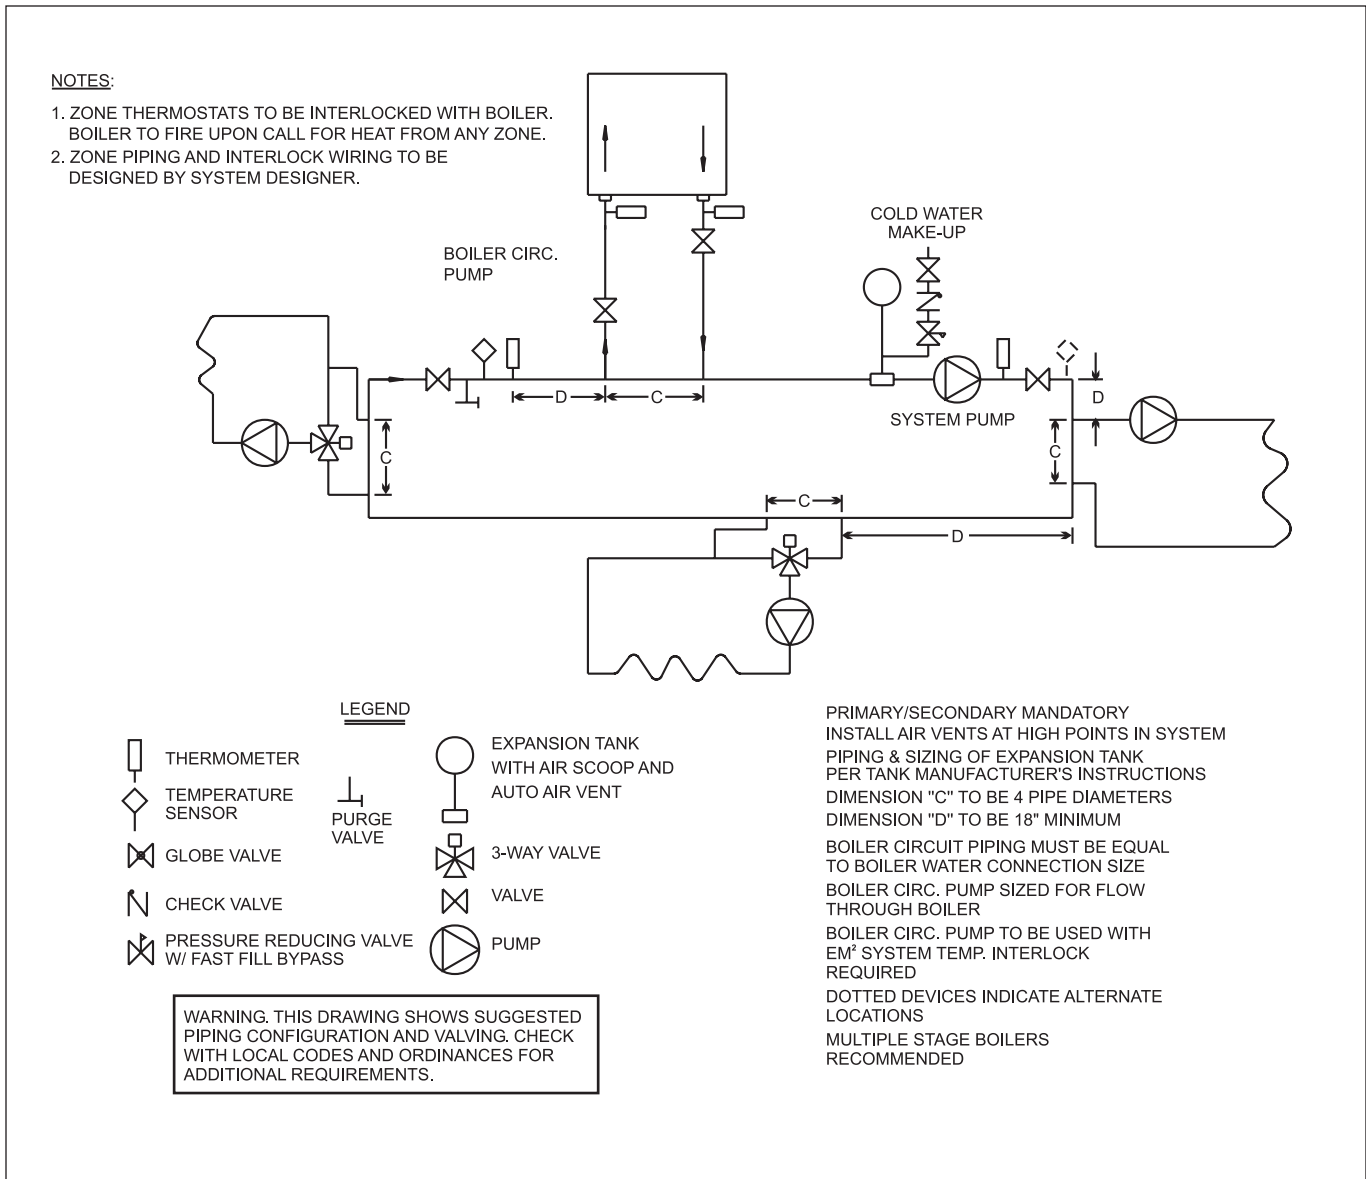 NOTES:
1. ZONE THERMOSTATS TO BE INTERLOCKED WITH BOILER.
BOILER TO FIRE UPON CALL FOR HEAT FROM ANY ZONE.
2. ZONE PIPING AND INTERLOCK WIRING TO BE
DESIGNED BY SYSTEM DESIGNER.
BOILER CIRC.
PUMP
COLD WATER
MAKE-UP
D
C
SYSTEM PUMP
D
C
C
C
D
LEGEND
THERMOMETER
TEMPERATURE
SENSOR
GLOBE VALVE
CHECK VALVE
PRESSURE REDUCING VALVE
W/ FAST FILL BYPASS
PURGE
VALVE
EXPANSION TANK
WITH AIR SCOOP AND
AUTO AIR VENT
3-WAY VALVE
VALVE
PUMP
WARNING. THIS DRAWING SHOWS SUGGESTED
PIPING CONFIGURATION AND VALVING. CHECK
WITH LOCAL CODES AND ORDINANCES FOR
ADDITIONAL REQUIREMENTS.
PRIMARY/SECONDARY MANDATORY
INSTALL AIR VENTS AT HIGH POINTS IN SYSTEM
PIPING & SIZING OF EXPANSION TANK
PER TANK MANUFACTURER'S INSTRUCTIONS
DIMENSION "C" TO BE 4 PIPE DIAMETERS
DIMENSION "D" TO BE 18" MINIMUM
BOILER CIRCUIT PIPING MUST BE EQUAL
TO BOILER WATER CONNECTION SIZE
BOILER CIRC. PUMP SIZED FOR FLOW
THROUGH BOILER
BOILER CIRC. PUMP TO BE USED WITH
EM² SYSTEM TEMP. INTERLOCK
REQUIRED
DOTTED DEVICES INDICATE ALTERNATE
LOCATIONS
MULTIPLE STAGE BOILERS
RECOMMENDED